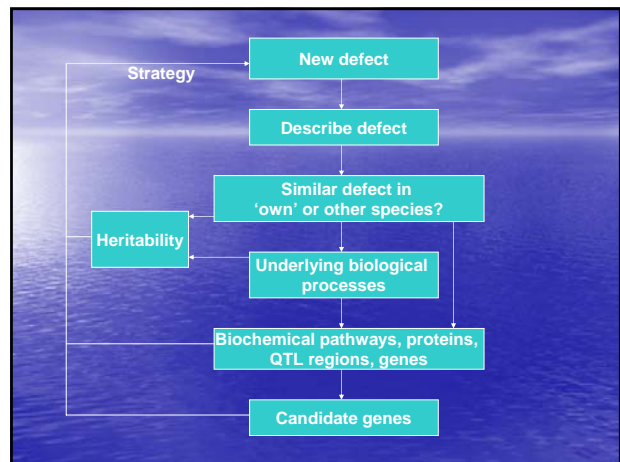 New defect
Strategy
Describe defect
Similar defect in
‘own’ or other species?
Heritability
Underlying biological
processes
Biochemical pathways, proteins,
QTL regions, genes
Candidate genes